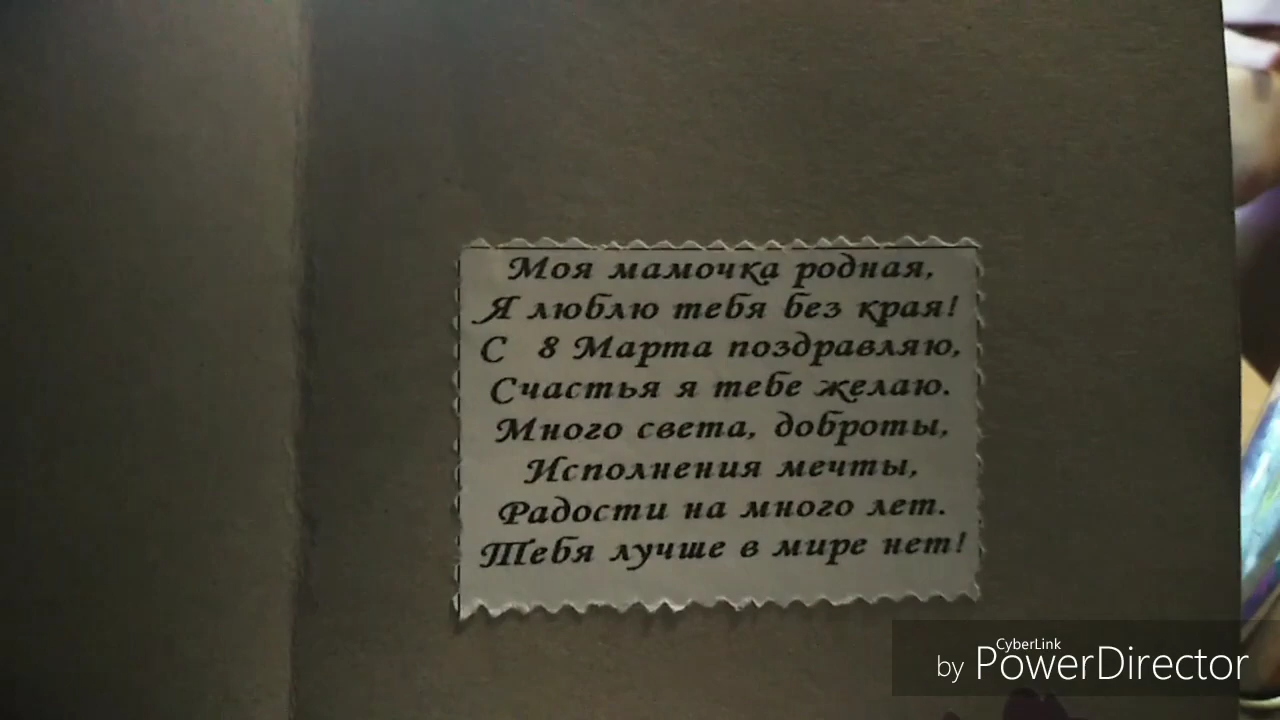 Моя мамочка родная,
Я люблю тебя без края!
С 8 Марта поздравляю,
Счастья я тебе желаю.
Много света, доброты,
Исполнения мечты,
Радости на много лет.
Тебя лучше в мире нет!
CyberLink
by PowerDirector